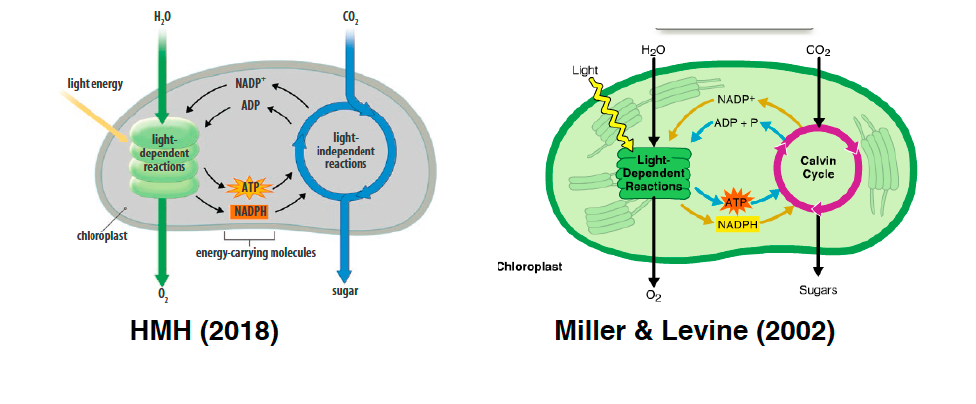 H₂O
CO₂
light energy
NADP⁺
ADP
light-
dependent
reactions
light-
independent
reactions
ATP
NADPH
chloroplast
energy-carrying molecules
O₂
sugar
HMH (2018)
H₂O
CO₂
Light
NADP+
ADP + P
Light-
Dependent
Reactions
Calvin
Cycle
ATP
NADPH
Chloroplast
O₂
Sugars
Miller & Levine (2002)